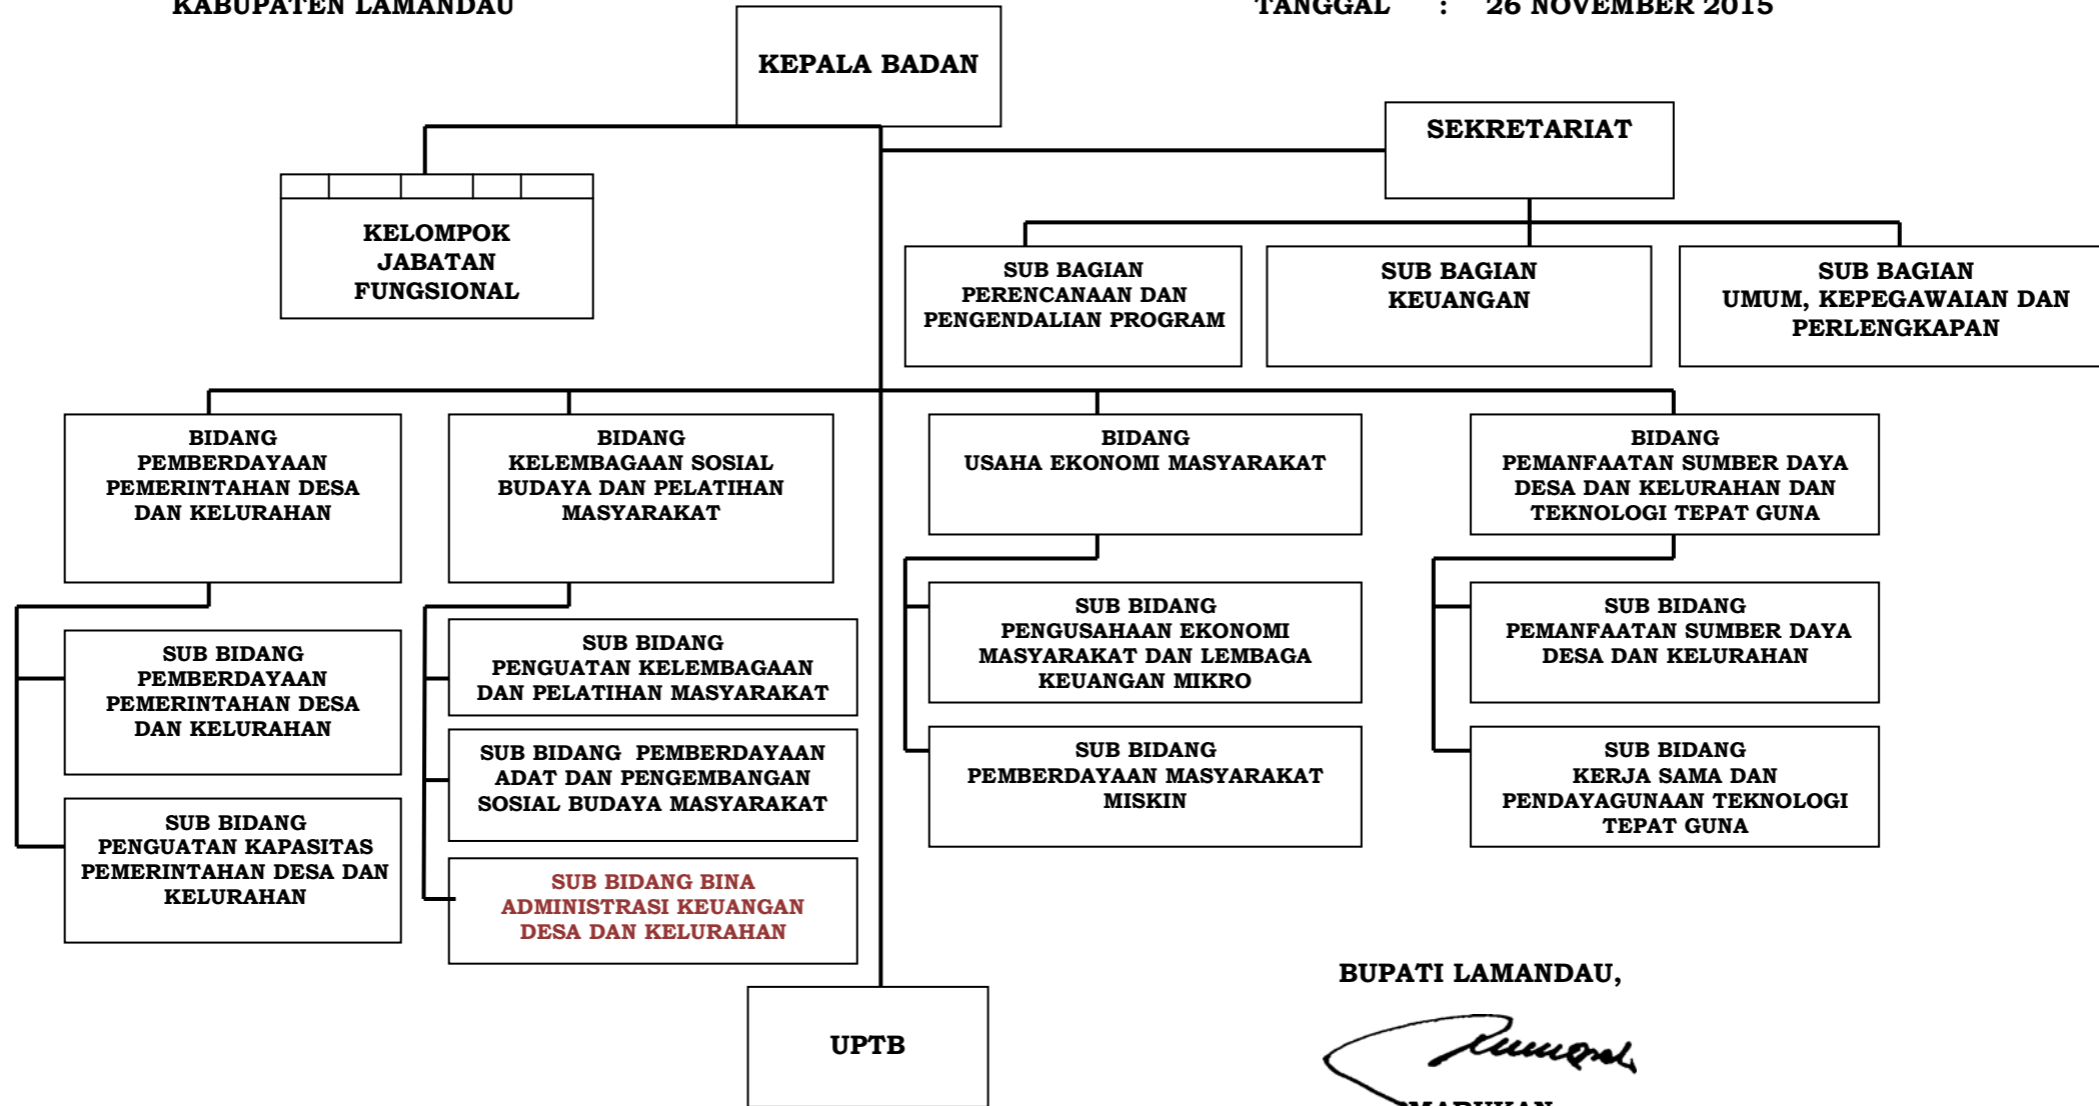 KABUPATEN LAMANDAU
TANGGAL : 26 NOVEMBER 2015
KEPALA BADAN
SEKRETARIAT
KELOMPOK
JABATAN
FUNGSIONAL
SUB BAGIAN
PERENCANAAN DAN
PENGENDALIAN PROGRAM
SUB BAGIAN
KEUANGAN
SUB BAGIAN
UMUM, KEPEGAWAIAN DAN
PERLENGKAPAN
BIDANG
PEMBERDAYAAN
PEMERINTAHAN DESA
DAN KELURAHAN
BIDANG
KELEMBAGAAN SOSIAL
BUDAYA DAN PELATIHAN
MASYARAKAT
BIDANG
USAHA EKONOMI MASYARAKAT
BIDANG
PEMANFAATAN SUMBER DAYA
DESA DAN KELURAHAN DAN
TEKNOLOGI TEPAT GUNA
SUB BIDANG
PEMBERDAYAAN
PEMERINTAHAN DESA
DAN KELURAHAN
SUB BIDANG
PENGUATAN KAPASITAS
PEMERINTAHAN DESA DAN
KELURAHAN
SUB BIDANG
PENGUATAN KELEMBAGAAN
DAN PELATIHAN MASYARAKAT
SUB BIDANG PEMBERDAYAAN
ADAT DAN PENGEMBANGAN
SOSIAL BUDAYA MASYARAKAT
SUB BIDANG BINA
ADMINISTRASI KEUANGAN
DESA DAN KELURAHAN
SUB BIDANG
PENGUSAHAAN EKONOMI
MASYARAKAT DAN LEMBAGA
KEUANGAN MIKRO
SUB BIDANG
PEMBERDAYAAN MASYARAKAT
MISKIN
SUB BIDANG
PEMANFAATAN SUMBER DAYA
DESA DAN KELURAHAN
SUB BIDANG
KERJA SAMA DAN
PENDAYAGUNAAN TEKNOLOGI
TEPAT GUNA
UPTB
BUPATI LAMANDAU,
MARUKAN